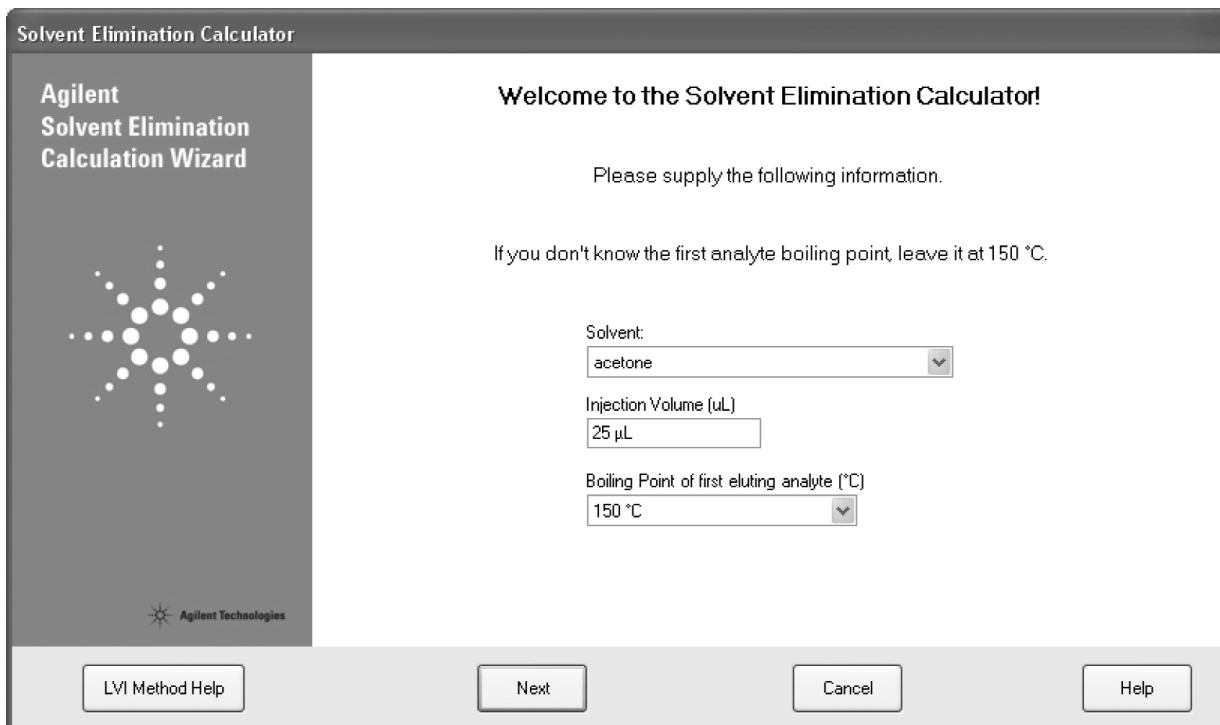 Solvent Elimination Calculator
Agilent
Solvent Elimination
Calculation Wizard
Agilent Technologies
Welcome to the Solvent Elimination Calculator!
Please supply the following information.
If you don't know the first analyte boiling point, leave it at 150 °C.
Solvent:
acetone
Injection Volume (uL)
25 µL
Boiling Point of first eluting analyte (°C)
150 °C
LVI Method Help
Next
Cancel
Help